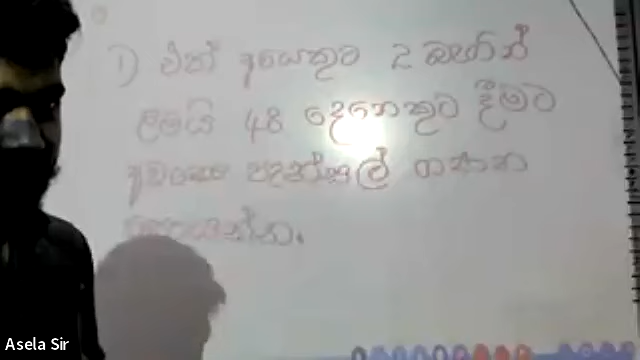 1) එක් අයෙකුට 2 බැගින්
ළමයි 48 දෙනෙකුට දීමට
අවශ්‍ය පැන්සල් ගණන
සොයන්න.
Asela Sir